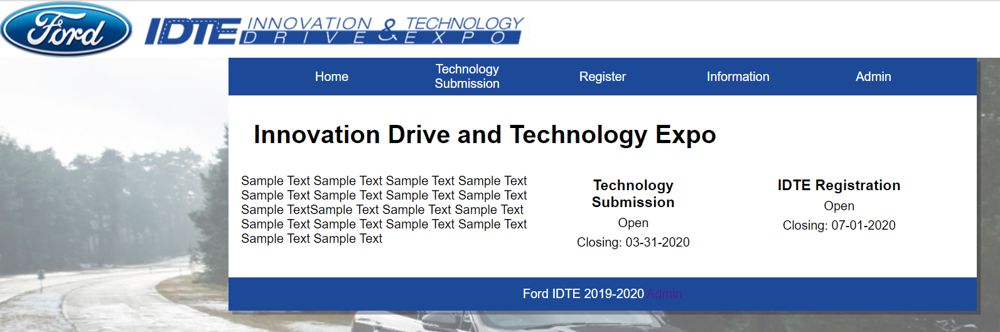 Ford IDTE INNOVATION & TECHNOLOGY
DRIVE EXPO
Home
Technology
Submission
Register
Information
Admin
Innovation Drive and Technology Expo
Sample Text Sample Text Sample Text Sample Text
Sample Text Sample Text Sample Text Sample Text
Sample TextSample Text Sample Text Sample Text
Sample Text Sample Text Sample Text Sample Text
Sample Text Sample Text
Technology
Submission
Open
Closing: 03-31-2020
IDTE Registration
Open
Closing: 07-01-2020
Ford IDTE 2019-2020 Admin